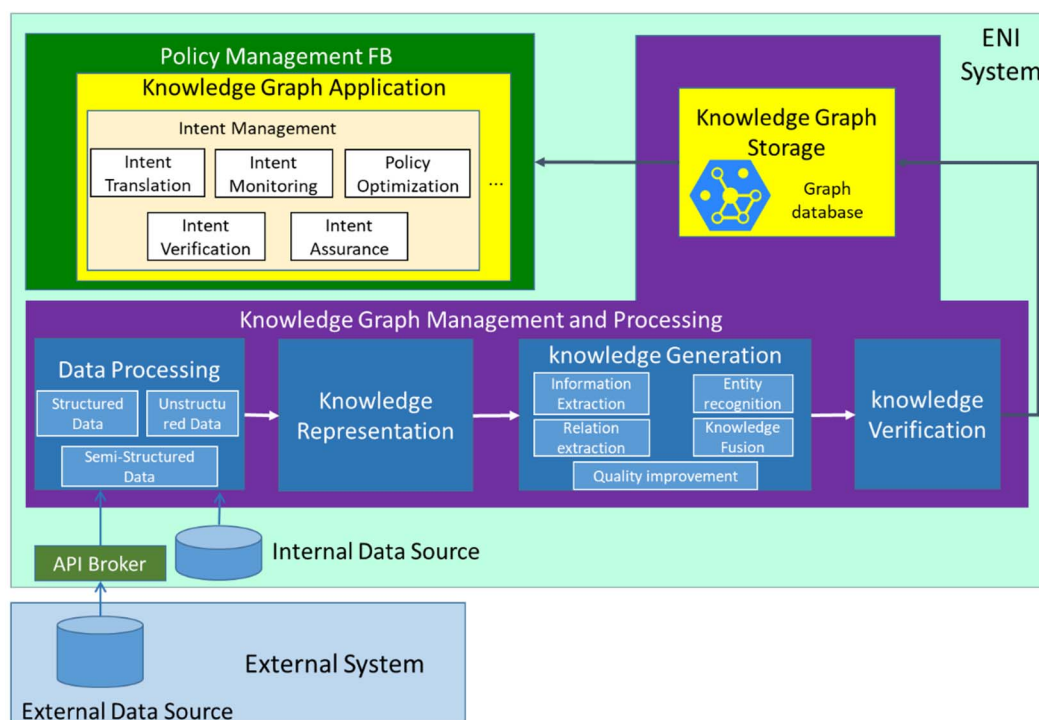 ENI
System
Policy Management FB
Knowledge Graph Application
Intent Management
Intent
Translation
Intent
Monitoring
Policy
Optimization
...
Intent
Verification
Intent
Assurance
Knowledge Graph
Storage
Graph
database
Knowledge Graph Management and Processing
Data Processing
Structured
Data
Unstructu
red Data
Semi-Structured
Data
Knowledge
Representation
knowledge Generation
Information
Extraction
Entity
recognition
Relation
extraction
Knowledge
Fusion
Quality improvement
knowledge
Verification
API Broker
Internal Data Source
External System
External Data Source